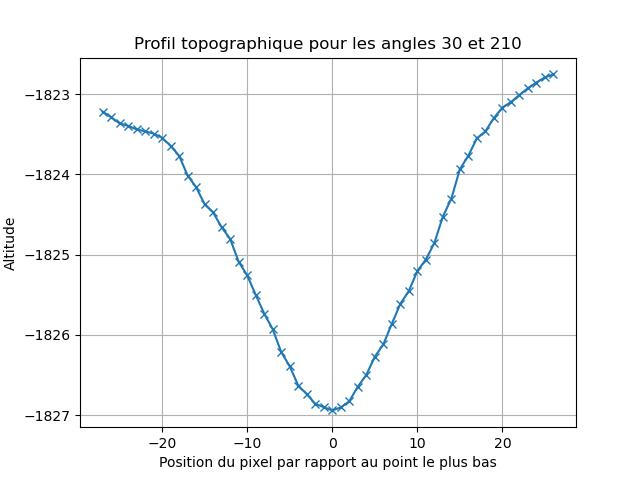 Profil topographique pour les angles 30 et 210
−1823
−1824
−1825
−1826
−1827
Altitude
−20 −10 0 10 20
Position du pixel par rapport au point le plus bas